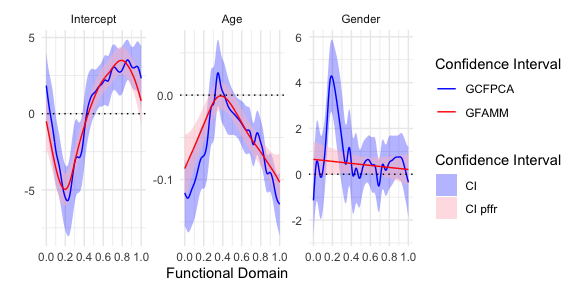 Intercept Age Gender
5
0
-5
0.0
-0.1
6
4
2
0
-2
0.0 0.2 0.4 0.6 0.8 1.0 0.0 0.2 0.4 0.6 0.8 1.0 0.0 0.2 0.4 0.6 0.8 1.0
Functional Domain
Confidence Interval
GCFPCA
GFAMM
Confidence Interval
CI
CI pffr